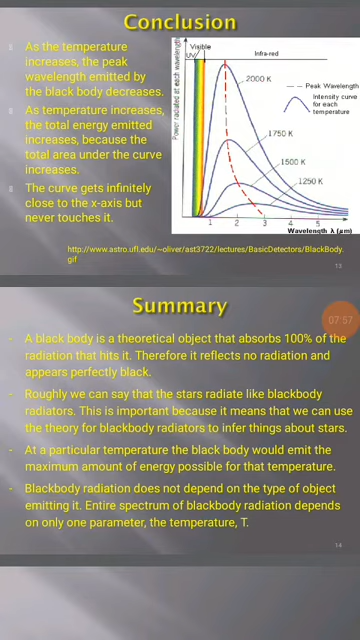 Conclusion
As the temperature
increases, the peak
wavelength emitted by
the black body decreases.
As temperature increases,
the total energy emitted
increases, because the
total area under the curve
increases.
The curve gets infinitely
close to the x-axis but
never touches it.
Visible
UV
Infra-red
Power radiated at each wavelength
2000 K
1750 K
1500 K
1250 K
Peak Wavelength
Intensity curve
for each
temperature
1 2 3 4 5
Wavelength λ (μm)
http://www.astro.ufl.edu/~oliver/ast3722/lectures/BasicDetectors/BlackBody.
gif
13
Summary
07:57
- A black body is a theoretical object that absorbs 100% of the
radiation that hits it. Therefore it reflects no radiation and
appears perfectly black.
- Roughly we can say that the stars radiate like blackbody
radiators. This is important because it means that we can use
the theory for blackbody radiators to infer things about stars.
- At a particular temperature the black body would emit the
maximum amount of energy possible for that temperature.
- Blackbody radiation does not depend on the type of object
emitting it. Entire spectrum of blackbody radiation depends
on only one parameter, the temperature, T.
14